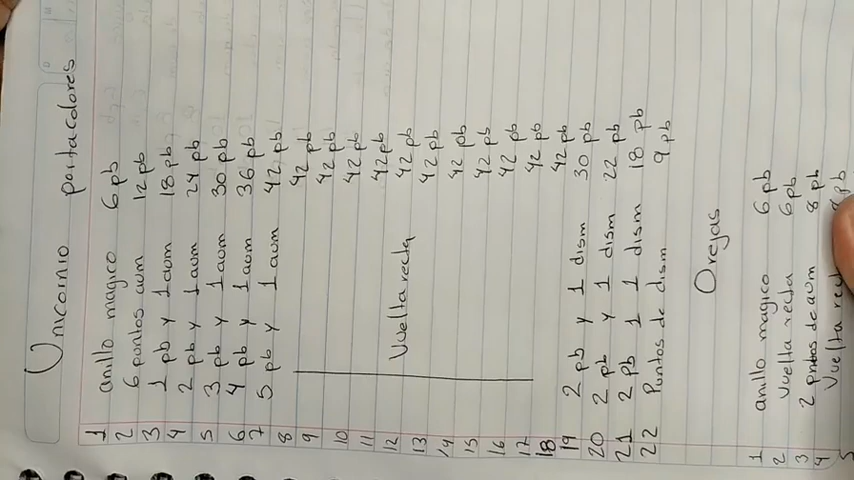 Unicornio portacolores
1 anillo magico 6 pb
2 6 puntos aum 12 pb
3 1 pb y 1 aum 18 pb
4 2 pb y 1 aum 24 pb
5 3 pb y 1 aum 30 pb
6 4 pb y 1 aum 36 pb
7 5 pb y 1 aum 42 pb
8 42 pb
9 42 pb
10 42 pb
11 42 pb
12 Vuelta recta 42 pb
13 42 pb
14 42 pb
15 42 pb
16 42 pb
17 42 pb
18 42 pb
19 2 pb y 1 dism 30 pb
20 2 pb y 1 dism 22 pb
21 2 pb 1 1 dism 18 pb
22 Puntos de dism 9 pb
Orejas
1 anillo magico 6 pb
2 Vuelta recta 6 pb
3 2 pntos de aum 8 pb
4 Vuelta rect pb
5